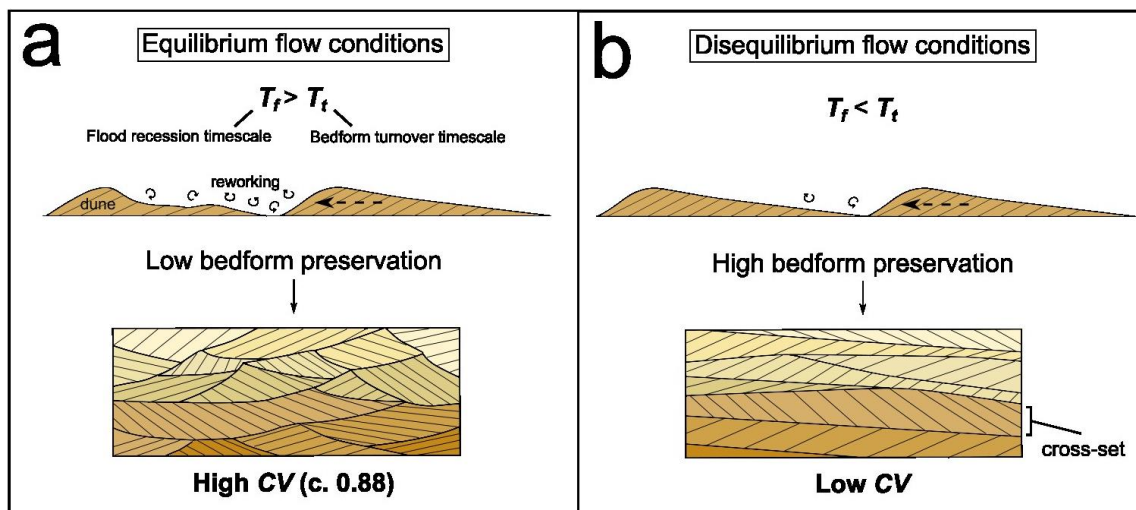 a
Equilibrium flow conditions
T_f > T_t
Flood recession timescale
Bedform turnover timescale
reworking
dune
Low bedform preservation
High CV (c. 0.88)
b
Disequilibrium flow conditions
T_f < T_t
High bedform preservation
cross-set
Low CV